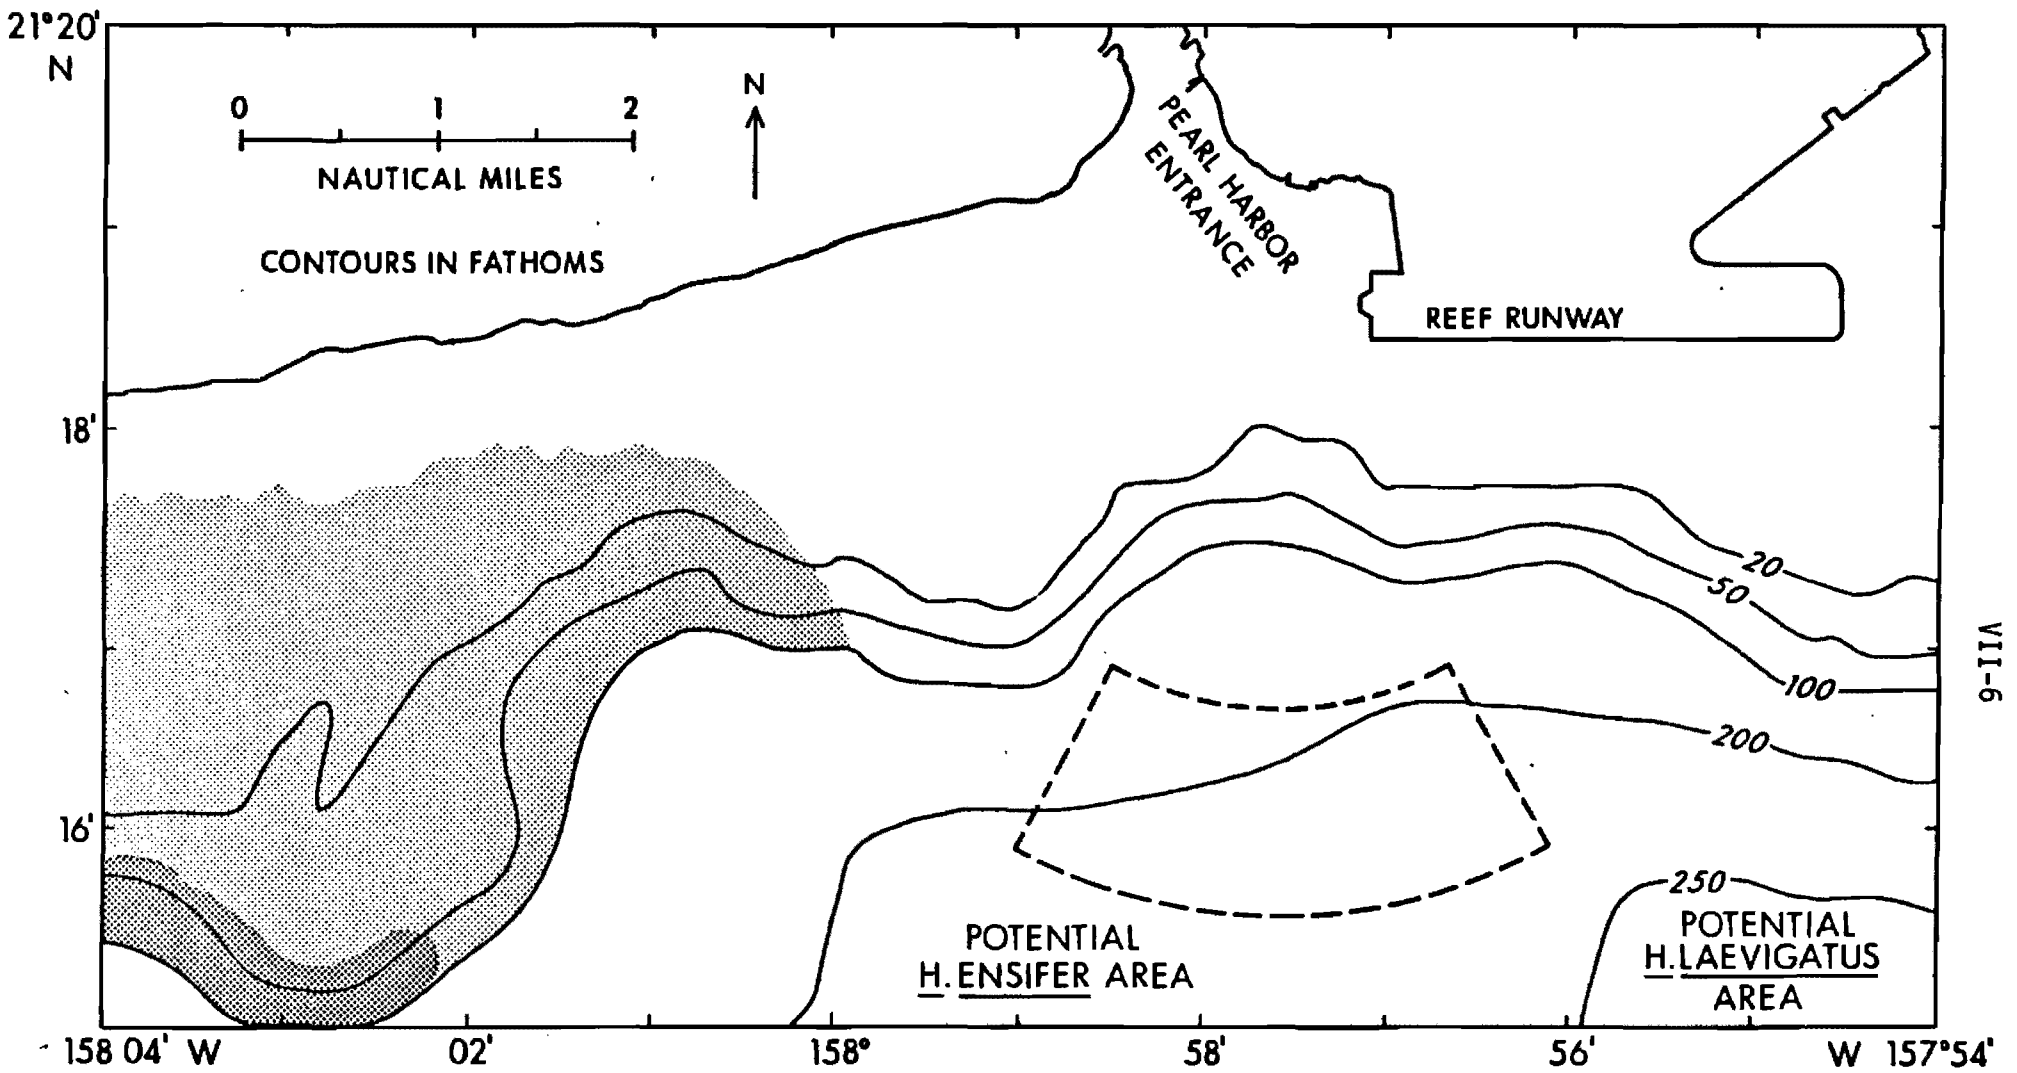 21°20'
N
0 1 2
NAUTICAL MILES
CONTOURS IN FATHOMS
N
PEARL HARBOR
ENTRANCE
REEF RUNWAY
18'
20
50
100
200
250
16'
POTENTIAL
H. ENSIFER AREA
POTENTIAL
H. LAEVIGATUS
AREA
158 04' W 02' 158° 58' 56' W 157°54'
VII-6